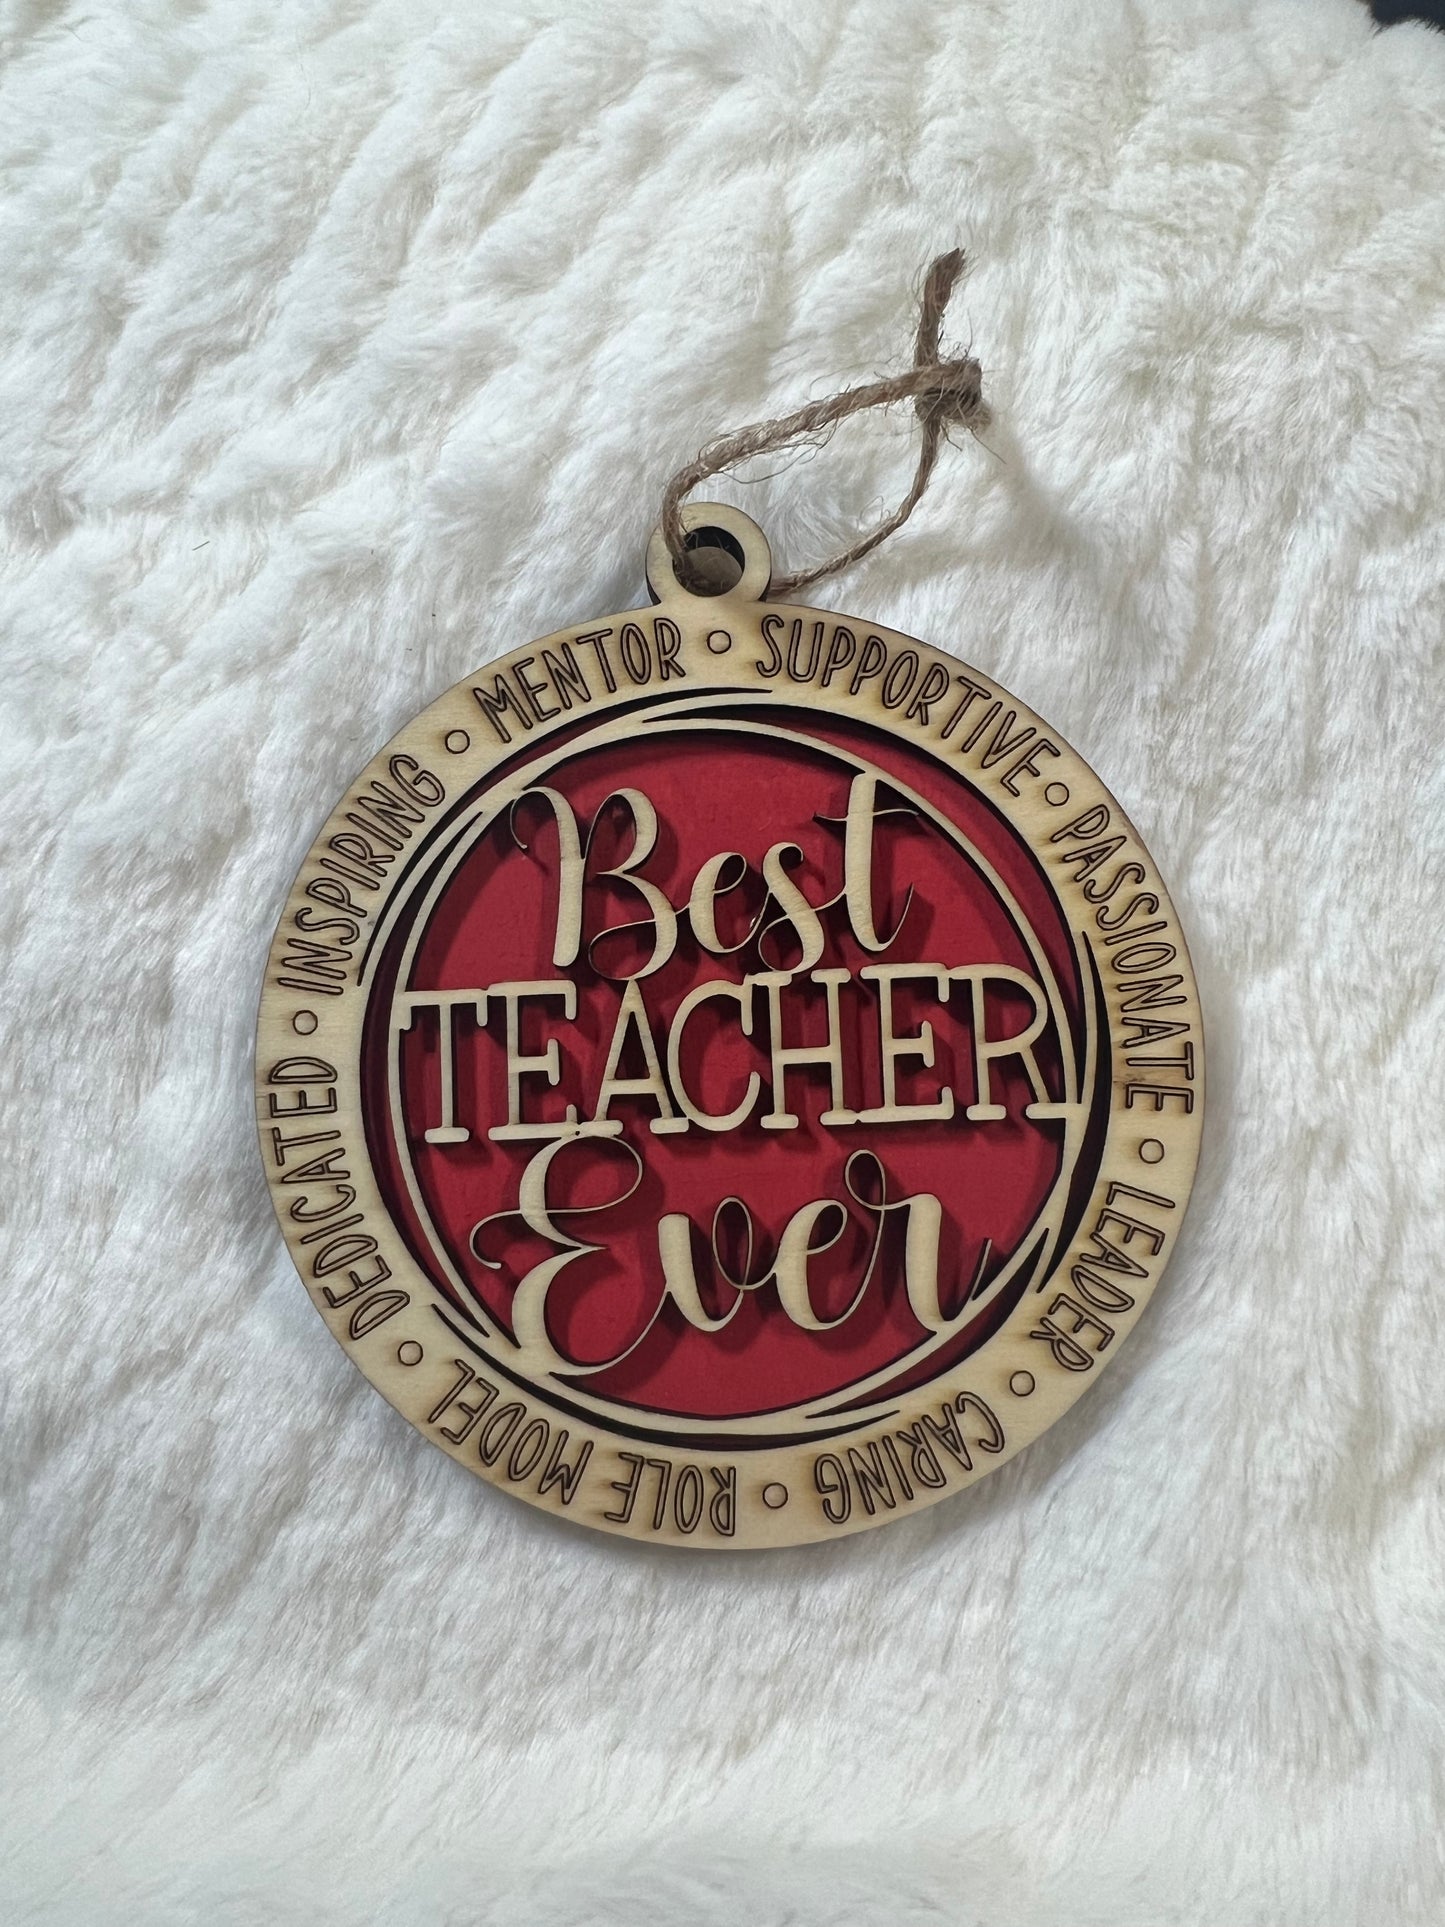 Best
TEACHER
Ever
MENTOR • SUPPORTIVE • PASSIONATE • LEADER • CARING • ROLE MODEL • DEDICATED • INSPIRING •